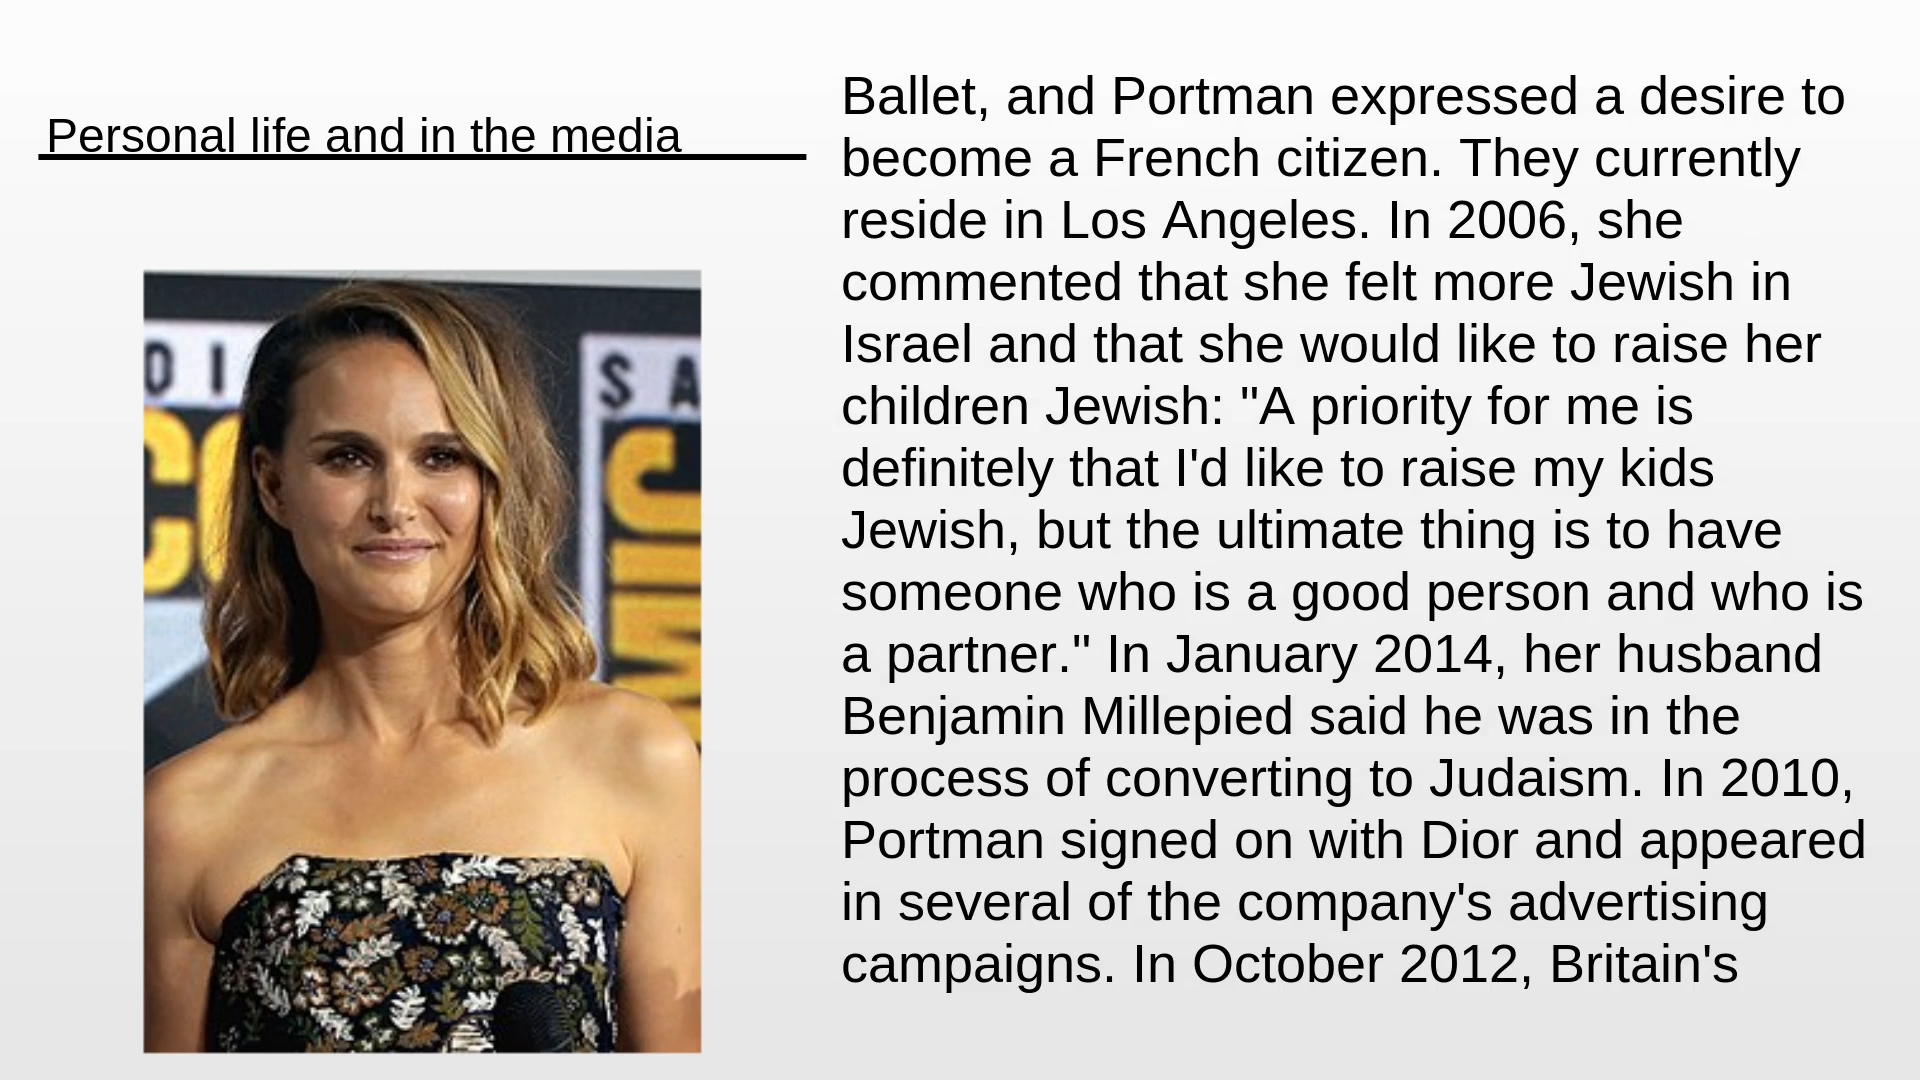 Personal life and in the media
Ballet, and Portman expressed a desire to
become a French citizen. They currently
reside in Los Angeles. In 2006, she
commented that she felt more Jewish in
Israel and that she would like to raise her
children Jewish: "A priority for me is
definitely that I'd like to raise my kids
Jewish, but the ultimate thing is to have
someone who is a good person and who is
a partner." In January 2014, her husband
Benjamin Millepied said he was in the
process of converting to Judaism. In 2010,
Portman signed on with Dior and appeared
in several of the company's advertising
campaigns. In October 2012, Britain's
DI
SA
CO
MIC